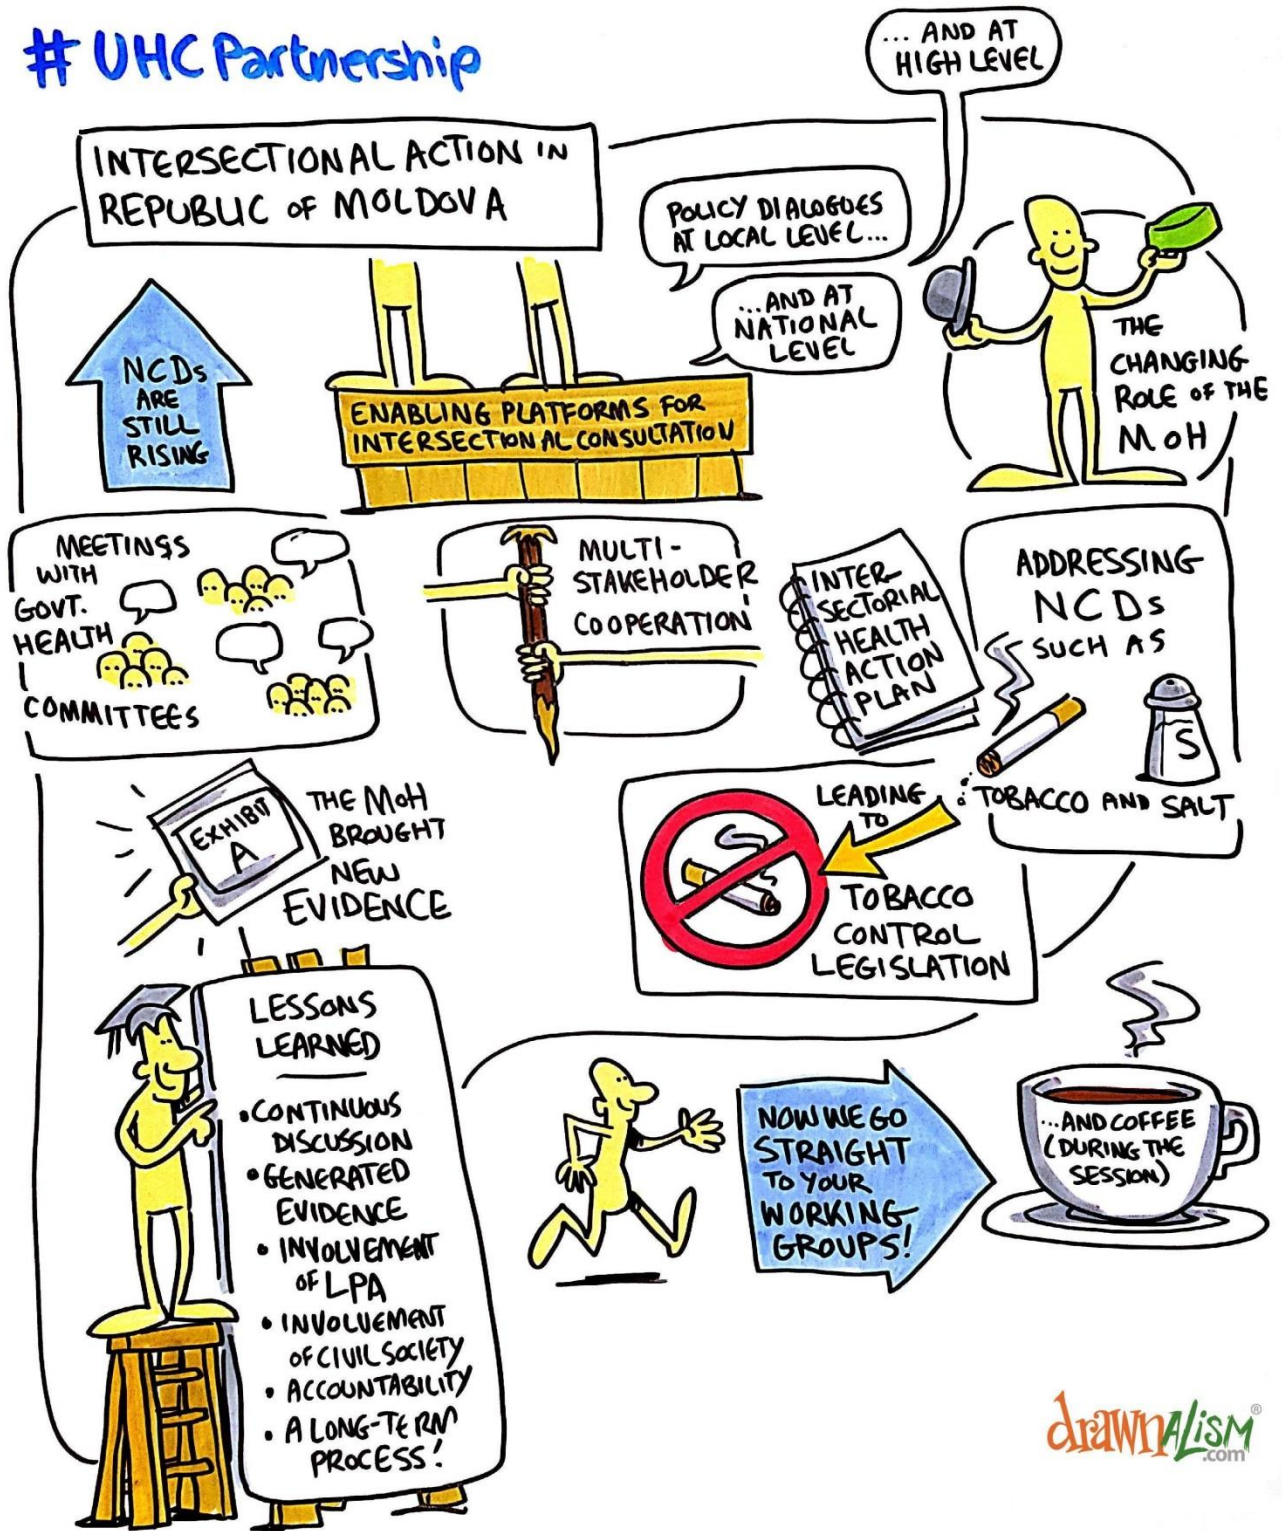 # UHC Partnership
INTERSECTIONAL ACTION IN
REPUBLIC OF MOLDOVA
POLICY DIALOGUES
AT LOCAL LEVEL...
...AND AT
NATIONAL
LEVEL
... AND AT
HIGH LEVEL
NCDs
ARE
STILL
RISING
ENABLING PLATFORMS FOR
INTERSECTIONAL CONSULTATION
THE
CHANGING
ROLE OF THE
MOH
MEETINGS
WITH
GOVT.
HEALTH
COMMITTEES
MULTI-
STAKEHOLDER
COOPERATION
INTER-
SECTORIAL
HEALTH
ACTION
PLAN
ADDRESSING
NCDs
SUCH AS
S
TOBACCO AND SALT
LEADING
TO
TOBACCO
CONTROL
LEGISLATION
EXHIBIT
A
THE MOH
BROUGHT
NEW
EVIDENCE
LESSONS
LEARNED
• CONTINUOUS
DISCUSSION
• GENERATED
EVIDENCE
• INVOLVEMENT
OF LPA
• INVOLVEMENT
OF CIVIL SOCIETY
• ACCOUNTABILITY
• A LONG-TERM
PROCESS!
NOW WE GO
STRAIGHT
TO YOUR
WORKING
GROUPS!
...AND COFFEE
(DURING THE
SESSION)
drawnALiSM®
.com